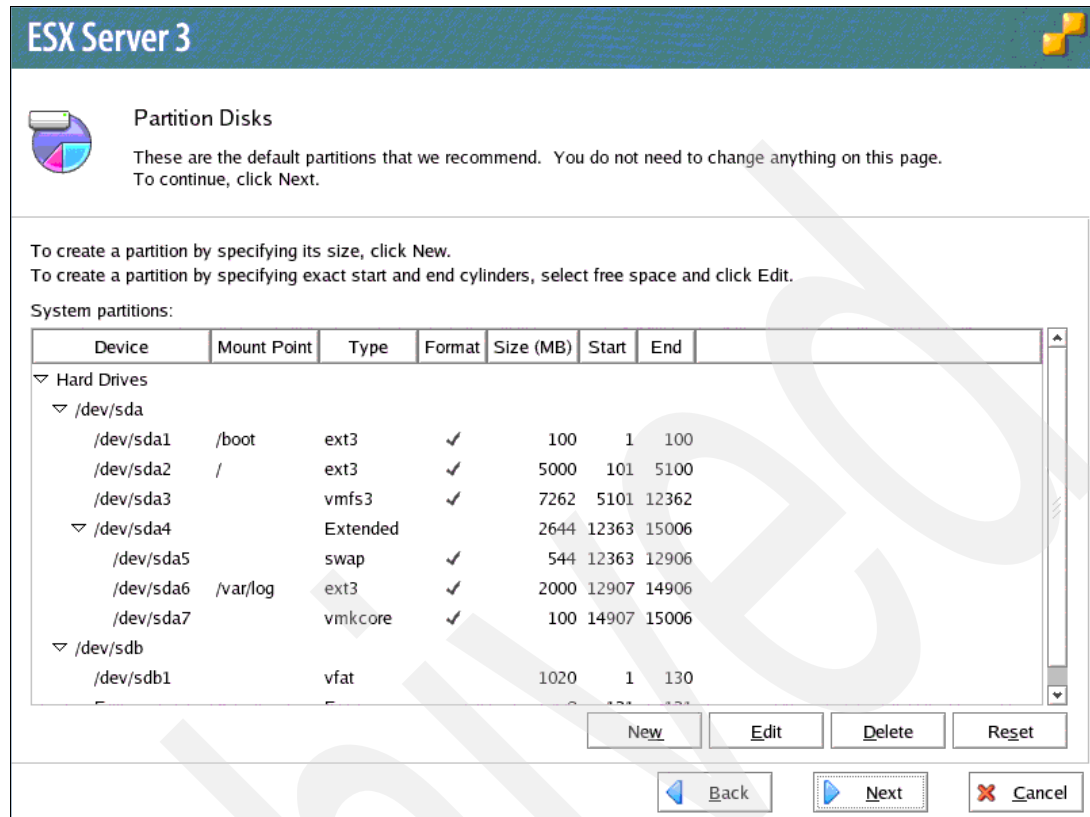 ESX Server 3
Partition Disks
These are the default partitions that we recommend. You do not need to change anything on this page.
To continue, click Next.
To create a partition by specifying its size, click New.
To create a partition by specifying exact start and end cylinders, select free space and click Edit.
System partitions:
Device Mount Point Type Format Size (MB) Start End
Hard Drives
/dev/sda
/dev/sda1 /boot ext3 ✓ 100 1 100
/dev/sda2 / ext3 ✓ 5000 101 5100
/dev/sda3 vmfs3 ✓ 7262 5101 12362
/dev/sda4 Extended 2644 12363 15006
/dev/sda5 swap ✓ 544 12363 12906
/dev/sda6 /var/log ext3 ✓ 2000 12907 14906
/dev/sda7 vmkcore ✓ 100 14907 15006
/dev/sdb
/dev/sdb1 vfat 1020 1 130
New Edit Delete Reset
Back Next Cancel